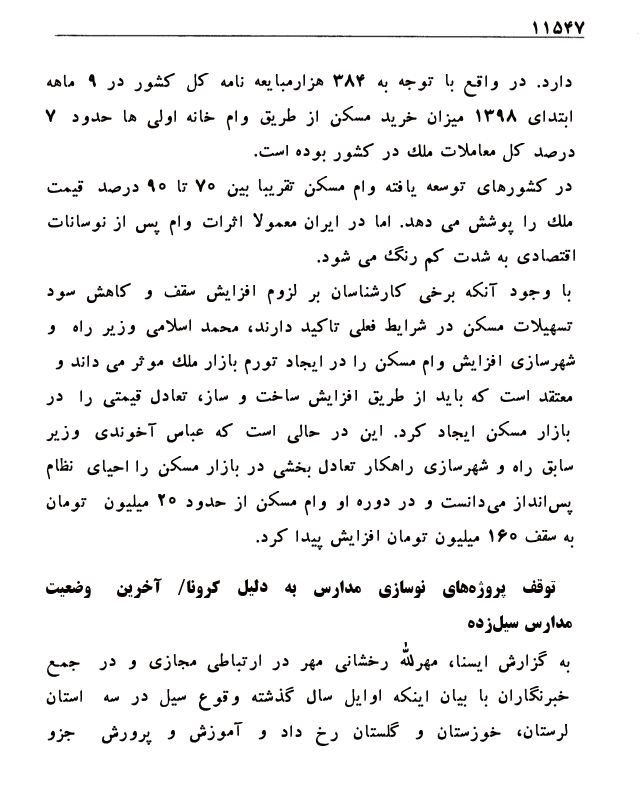 ۱۱۵۴۷
دارد. در واقع با توجه به ۳۸۴ هزارمبایعه نامه کل کشور در ۹ ماهه
ابتدای ۱۳۹۸ میزان خرید مسکن از طریق وام خانه اولی ها حدود ۷
درصد کل معاملات ملك در کشور بوده است.
در کشورهای توسعه یافته وام مسکن تقریبا بین ۷۰ تا ۹۰ درصد قیمت
ملك را پوشش می دهد. اما در ایران معمولا اثرات وام پس از نوسانات
اقتصادی به شدت کم رنگ می شود.
با وجود آنکه برخی کارشناسان بر لزوم افزایش سقف و کاهش سود
تسهیلات مسکن در شرایط فعلی تاکید دارند، محمد اسلامی وزیر راه و
شهرسازی افزایش وام مسکن را در ایجاد تورم بازار ملك موثر می داند و
معتقد است که باید از طریق افزایش ساخت و ساز، تعادل قیمتی را در
بازار مسکن ایجاد کرد. این در حالی است که عباس آخوندی وزیر
سابق راه و شهرسازی راهکار تعادل بخشی در بازار مسکن را احیای نظام
پس‌انداز می‌دانست و در دوره او وام مسکن از حدود ۲۰ میلیون تومان
به سقف ۱۶۰ میلیون تومان افزایش پیدا کرد.
توقف پروژه‌های نوسازی مدارس به دلیل کرونا/ آخرین وضعیت
مدارس سیل‌زده
به گزارش ایسنا، مهرالله رخشانی مهر در ارتباطی مجازی و در جمع
خبرنگاران با بیان اینکه اوایل سال گذشته وقوع سیل در سه استان
لرستان، خوزستان و گلستان رخ داد و آموزش و پرورش جزو